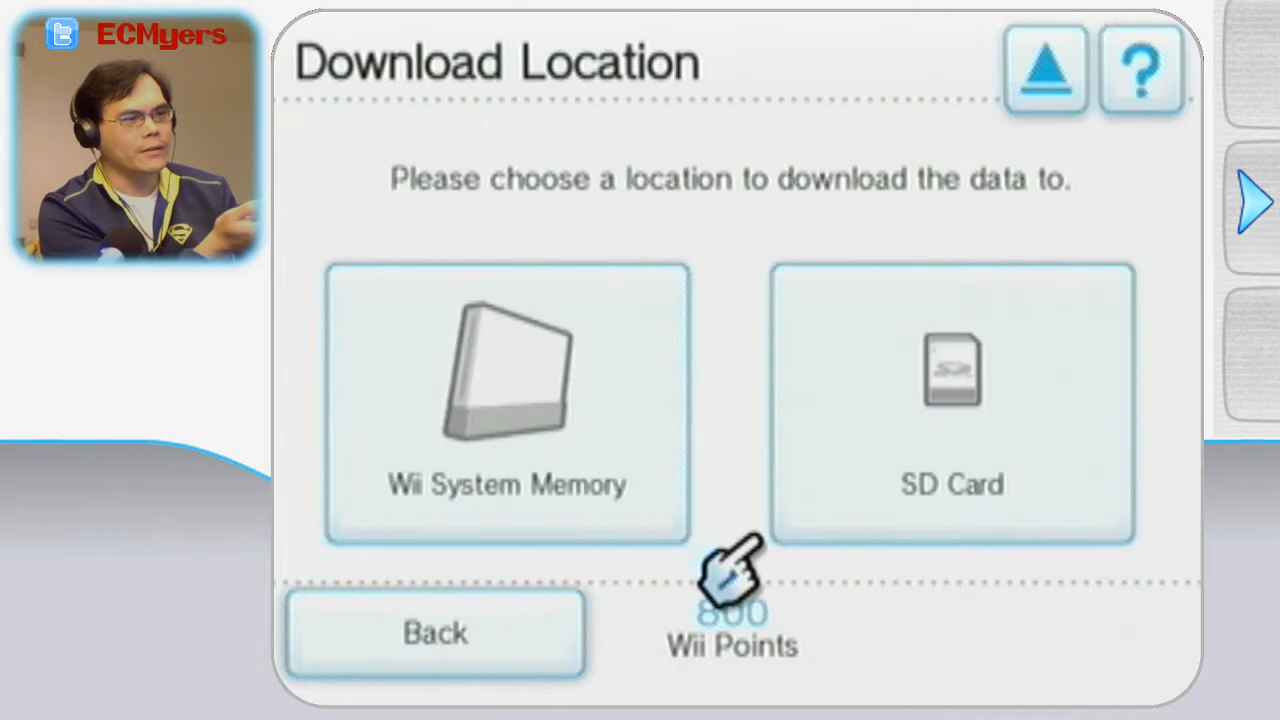 ECMyers
Download Location
?
Please choose a location to download the data to.
Wii System Memory
SD Card
Back
800
Wii Points